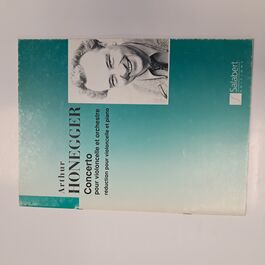 Arthur
HONEGGER
Concerto
pour violoncelle et orchestre
réduction pour violoncelle et piano
Salabert